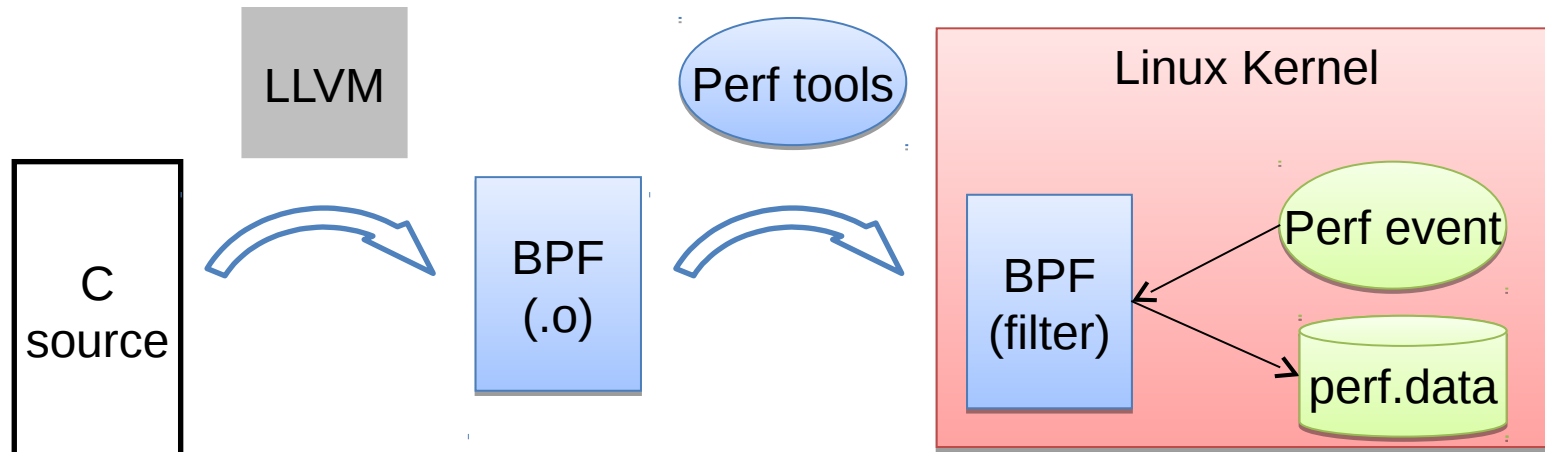 LLVM
Perf tools
Linux Kernel
C
source
BPF
(.o)
BPF
(filter)
Perf event
perf.data